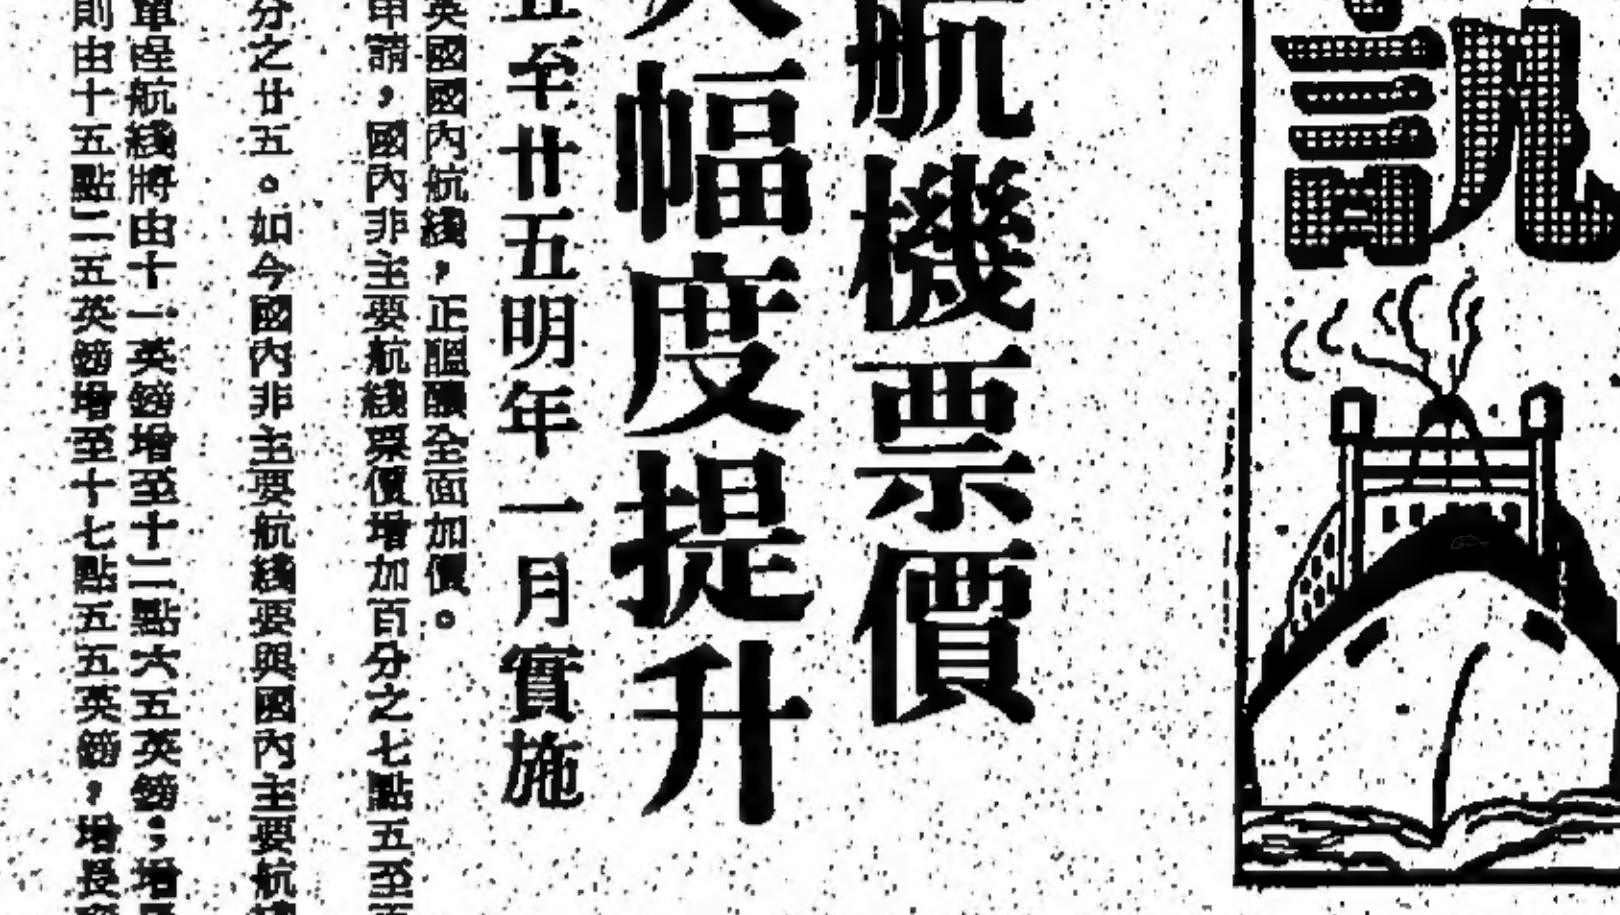 訊
航機票價
大幅度提升
五至廿五明年一月實施
英國國內航綫，正醞釀全面加價。
申請，國內非主要航綫票價增加百分之七點五至百
分之廿五。如今國內非主要航綫要與國內主要航綫
單程航綫將由十一英鎊增至十二點六五英鎊；增
則由十五點二五英鎊增至十七點五五英鎊，增長